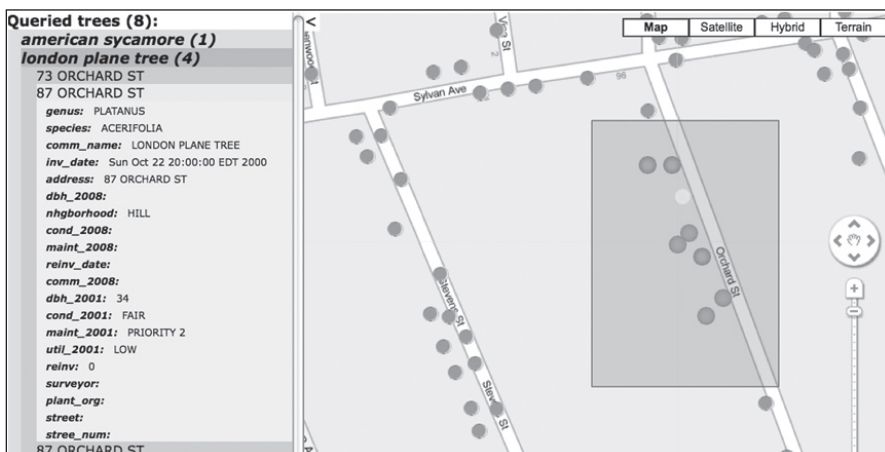 Queried trees (8):
american sycamore (1)
london plane tree (4)
73 ORCHARD ST
87 ORCHARD ST
genus: PLATANUS
species: ACERIFOLIA
comm_name: LONDON PLANE TREE
inv_date: Sun Oct 22 20:00:00 EDT 2000
address: 87 ORCHARD ST
dbh_2008:
nhgborhood: HILL
cond_2008:
maint_2008:
reinv_date:
comm_2008:
dbh_2001: 34
cond_2001: FAIR
maint_2001: PRIORITY 2
util_2001: LOW
reinv: 0
surveyor:
plant_org:
street:
stree_num:
87 ORCHARD ST
<
Map
Satellite
Hybrid
Terrain
Sylvan Ave
96
2
Orchard St
Stevens St